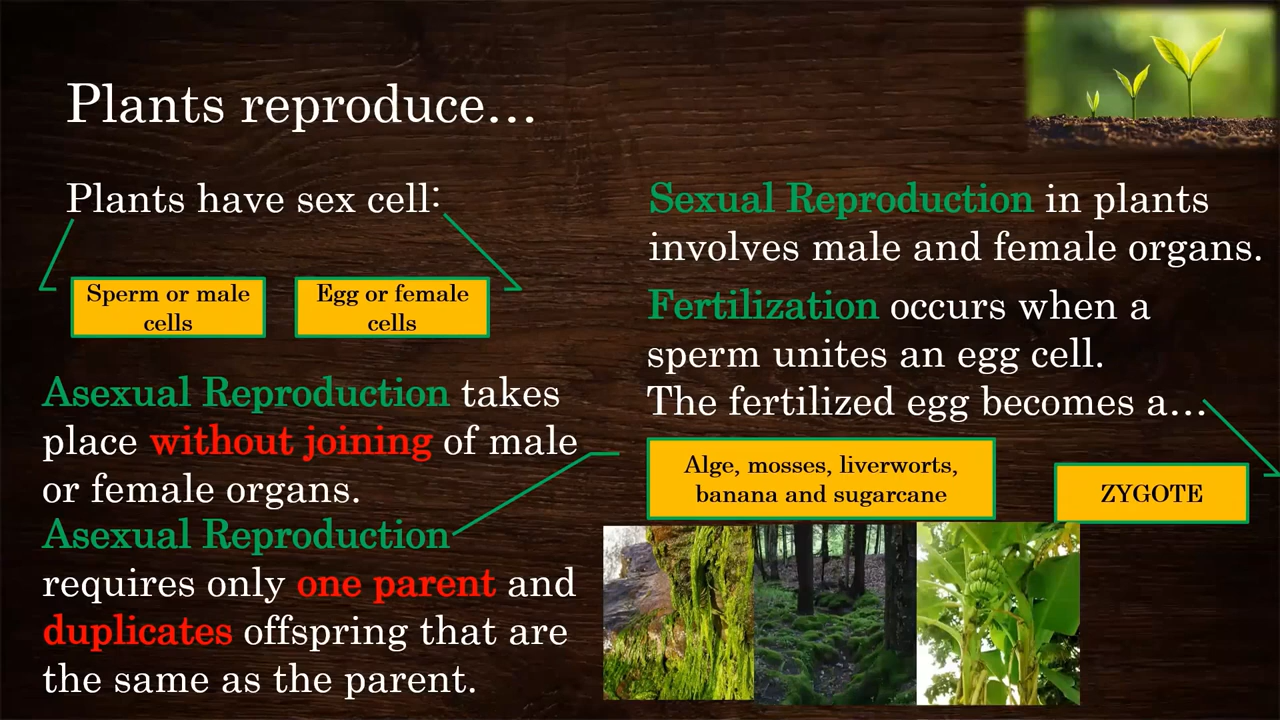 Plants reproduce…
Plants have sex cell:
Sperm or male
cells
Egg or female
cells
Asexual Reproduction takes
place without joining of male
or female organs.
Asexual Reproduction
requires only one parent and
duplicates offspring that are
the same as the parent.
Sexual Reproduction in plants
involves male and female organs.
Fertilization occurs when a
sperm unites an egg cell.
The fertilized egg becomes a…
Alge, mosses, liverworts,
banana and sugarcane
ZYGOTE